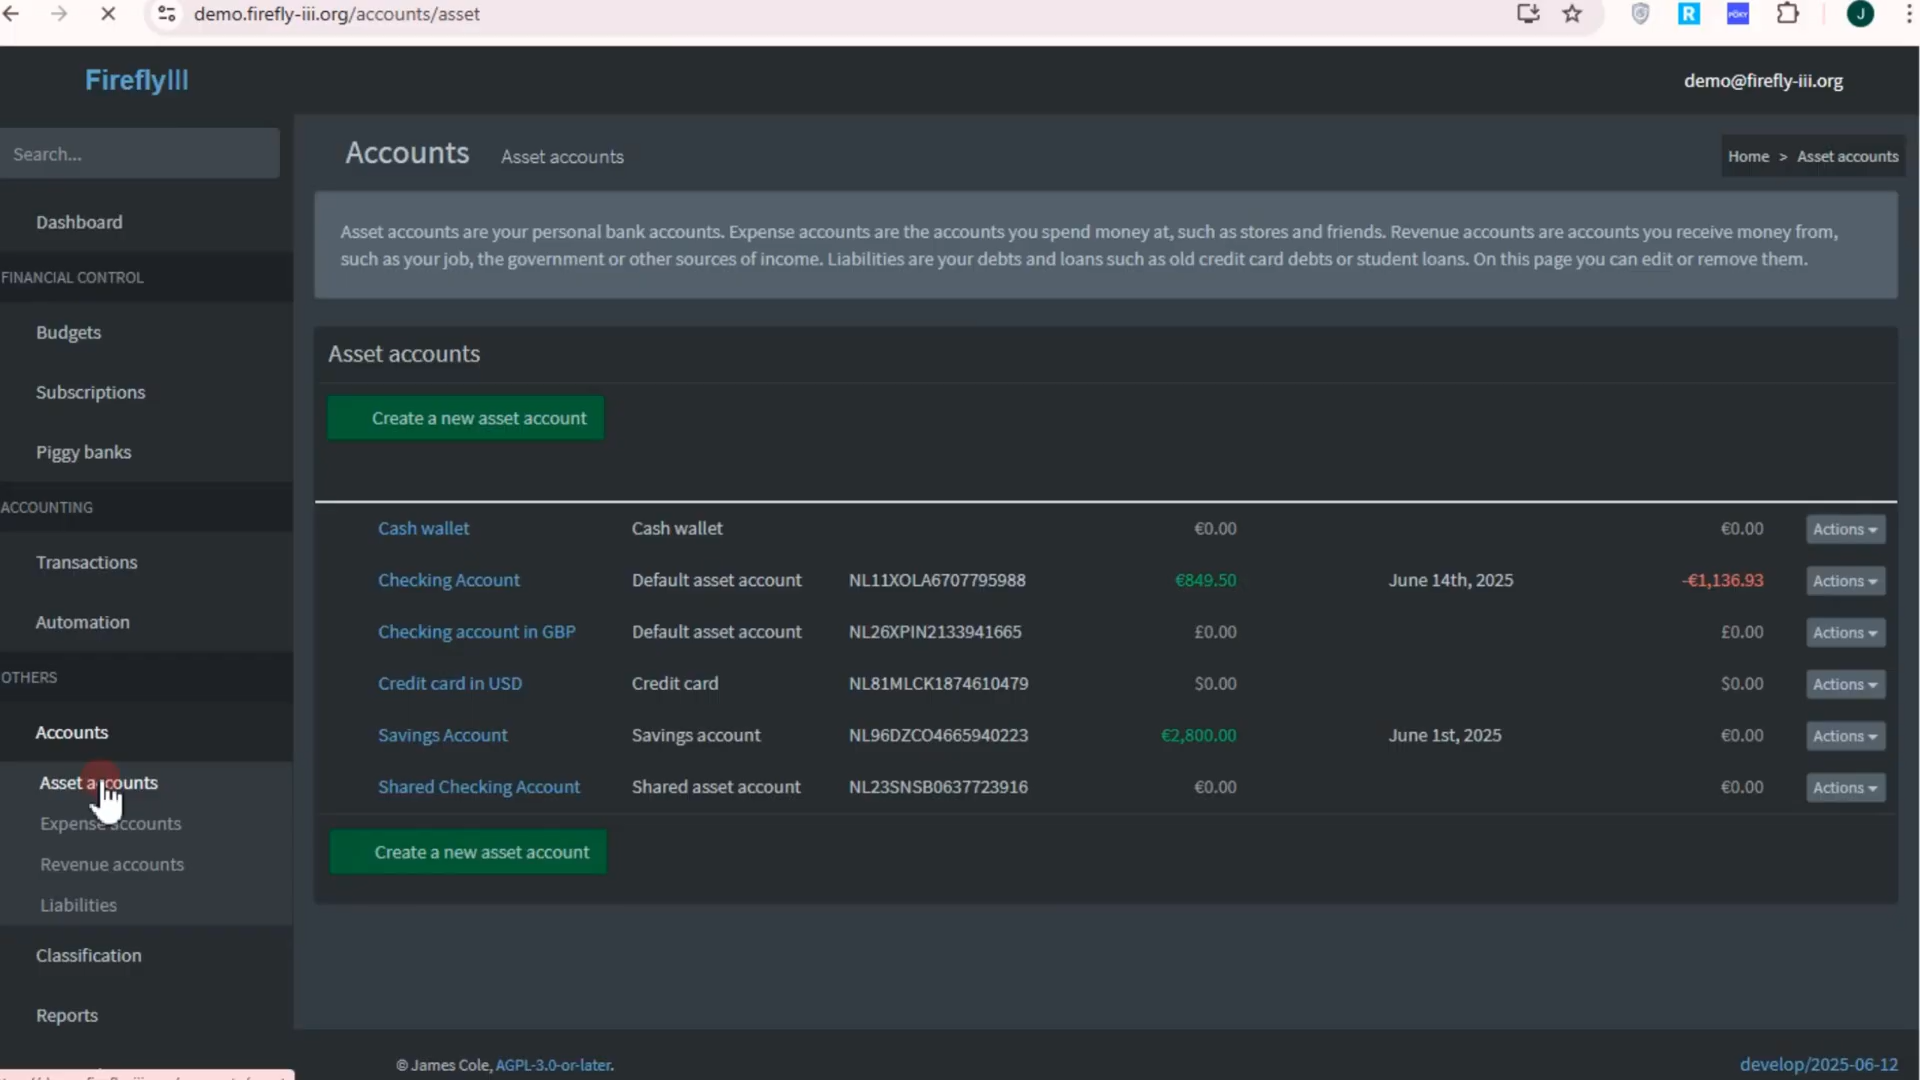 demo.firefly-iii.org/accounts/asset
R
J
FireflyIII
demo@firefly-iii.org
Search...
Accounts Asset accounts
Home > Asset accounts
Dashboard
FINANCIAL CONTROL
Budgets
Subscriptions
Piggy banks
ACCOUNTING
Transactions
Automation
OTHERS
Accounts
Asset accounts
Expense accounts
Revenue accounts
Liabilities
Classification
Reports
Asset accounts are your personal bank accounts. Expense accounts are the accounts you spend money at, such as stores and friends. Revenue accounts are accounts you receive money from,
such as your job, the government or other sources of income. Liabilities are your debts and loans such as old credit card debts or student loans. On this page you can edit or remove them.
Asset accounts
Create a new asset account
Cash wallet Cash wallet €0.00 €0.00 Actions
Checking Account Default asset account NL11XOLA6707795988 €849.50 June 14th, 2025 -€1,136.93 Actions
Checking account in GBP Default asset account NL26XPIN2133941665 £0.00 £0.00 Actions
Credit card in USD Credit card NL81MLCK1874610479 $0.00 $0.00 Actions
Savings Account Savings account NL96DZCO4665940223 €2,800.00 June 1st, 2025 €0.00 Actions
Shared Checking Account Shared asset account NL23SNSB0637723916 €0.00 €0.00 Actions
Create a new asset account
© James Cole, AGPL-3.0-or-later.
develop/2025-06-12